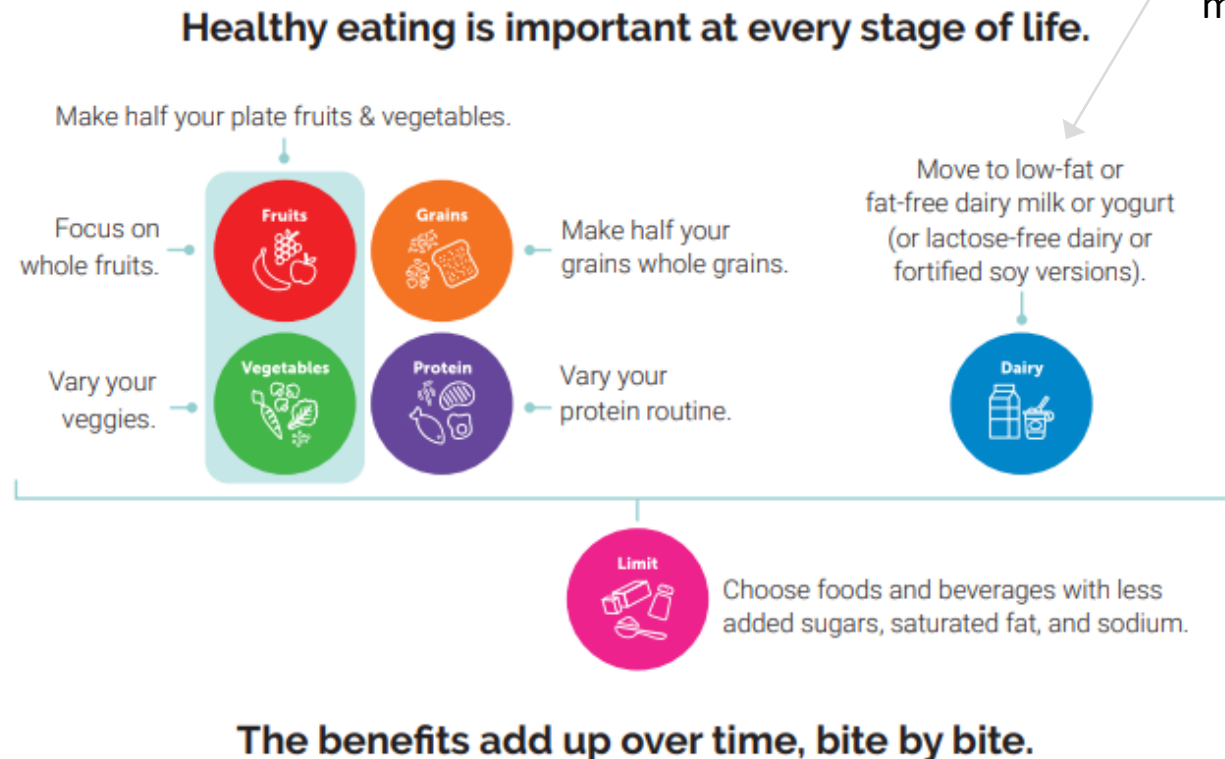 m
Healthy eating is important at every stage of life.
Make half your plate fruits & vegetables.
Fruits
Focus on
whole fruits.
Grains
Make half your
grains whole grains.
Move to low-fat or
fat-free dairy milk or yogurt
(or lactose-free dairy or
fortified soy versions).
Vegetables
Vary your
veggies.
Protein
Vary your
protein routine.
Dairy
Limit
Choose foods and beverages with less
added sugars, saturated fat, and sodium.
The benefits add up over time, bite by bite.